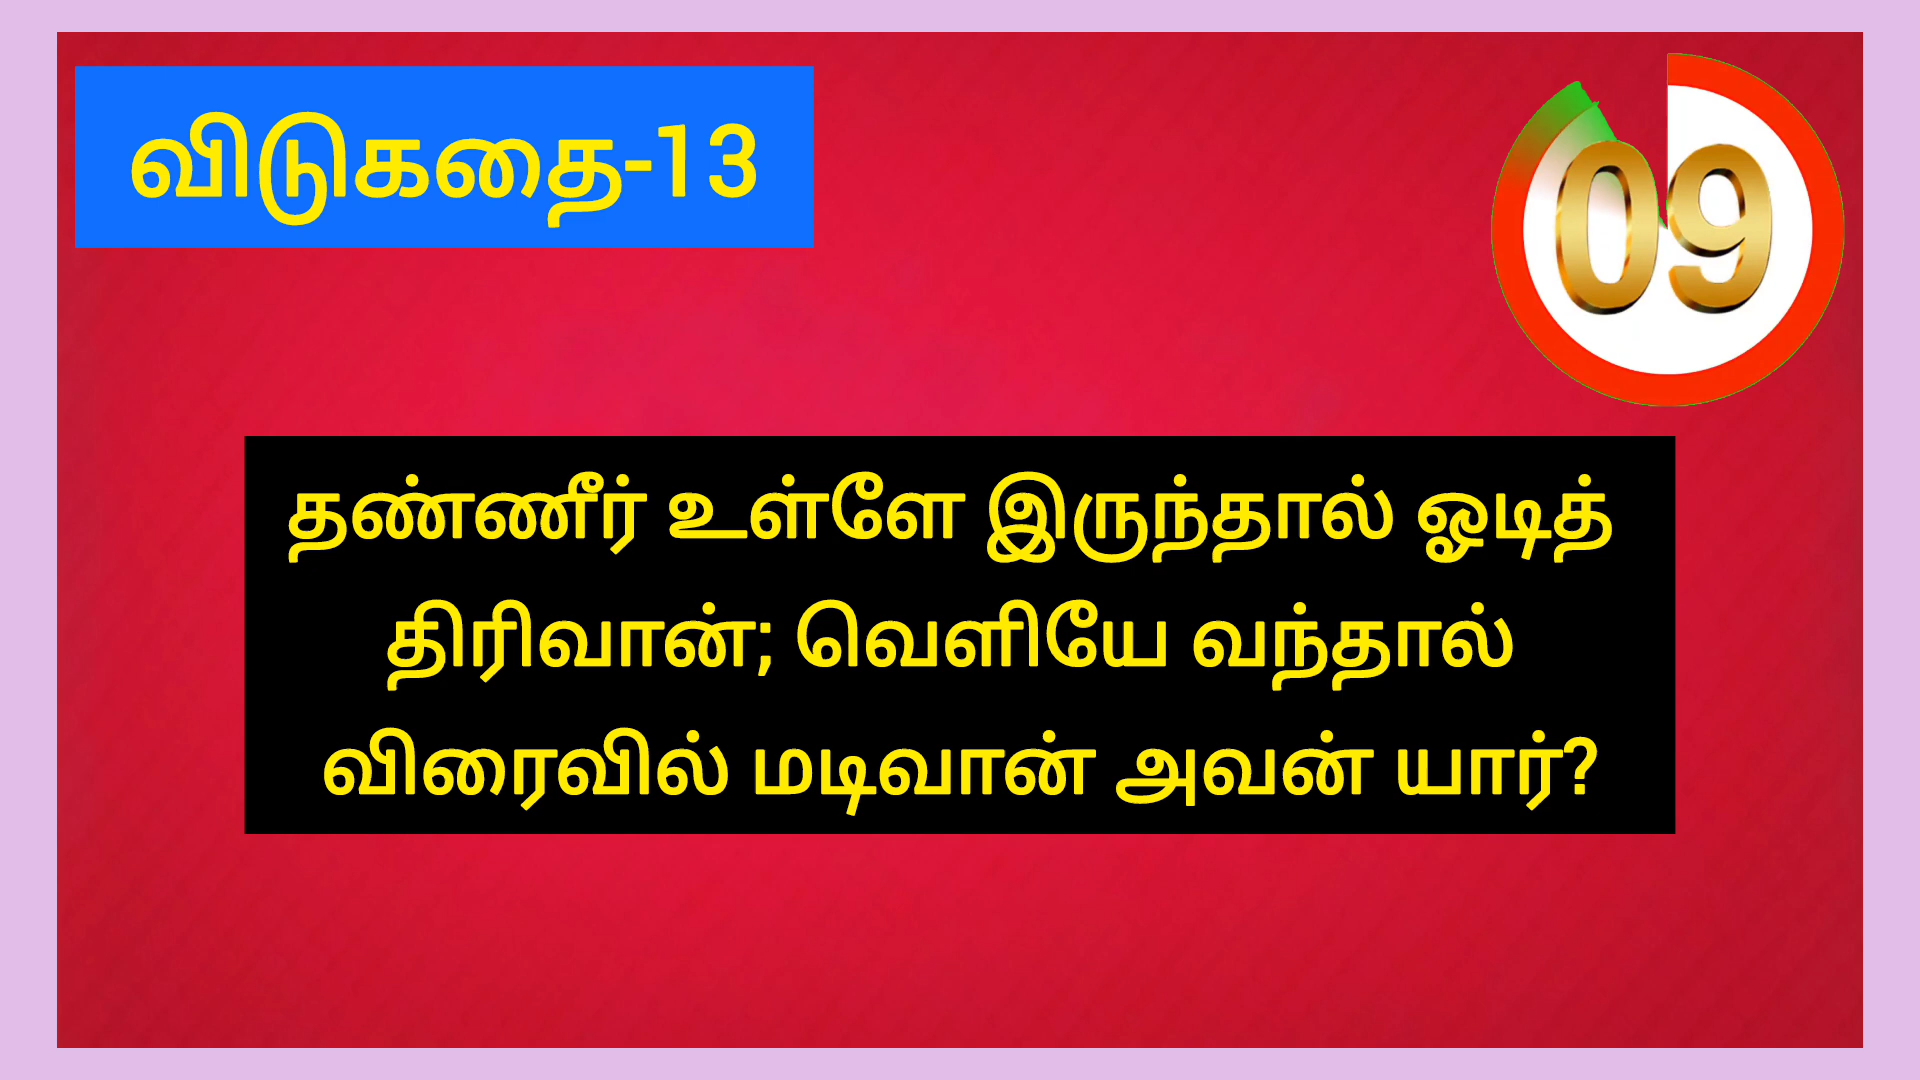 விடுகதை-13
09
தண்ணீர் உள்ளே இருந்தால் ஓடித்
திரிவான்; வெளியே வந்தால்
விரைவில் மடிவான் அவன் யார்?